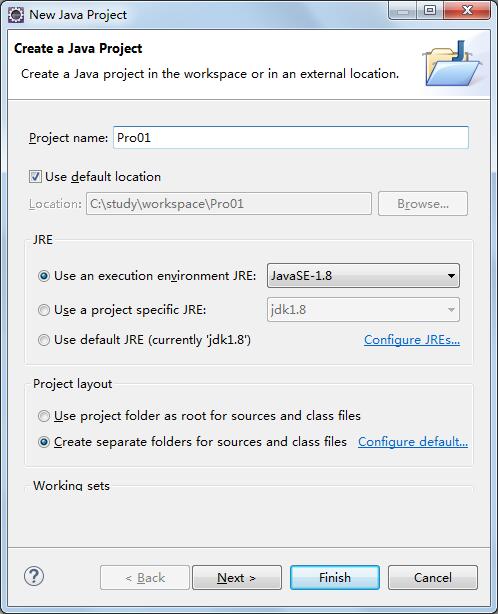 New Java Project
Create a Java Project
Create a Java project in the workspace or in an external location.
Project name: Pro01
Use default location
Location: C:\study\workspace\Pro01 Browse...
JRE
Use an execution environment JRE: JavaSE-1.8
Use a project specific JRE: jdk1.8
Use default JRE (currently 'jdk1.8') Configure JREs...
Project layout
Use project folder as root for sources and class files
Create separate folders for sources and class files Configure default...
Working sets
? < Back Next > Finish Cancel